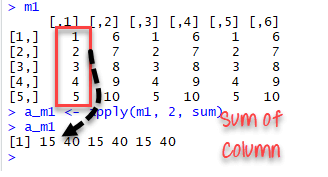 > m1
[,1] [,2] [,3] [,4] [,5] [,6]
[1,] 1 6 1 6 1 6
[2,] 2 7 2 7 2 7
[3,] 3 8 3 8 3 8
[4,] 4 9 4 9 4 9
[5,] 5 10 5 10 5 10
> a_m1 <- apply(m1, 2, sum)
> a_m1
[1] 15 40 15 40 15 40
>
Sum of
Column